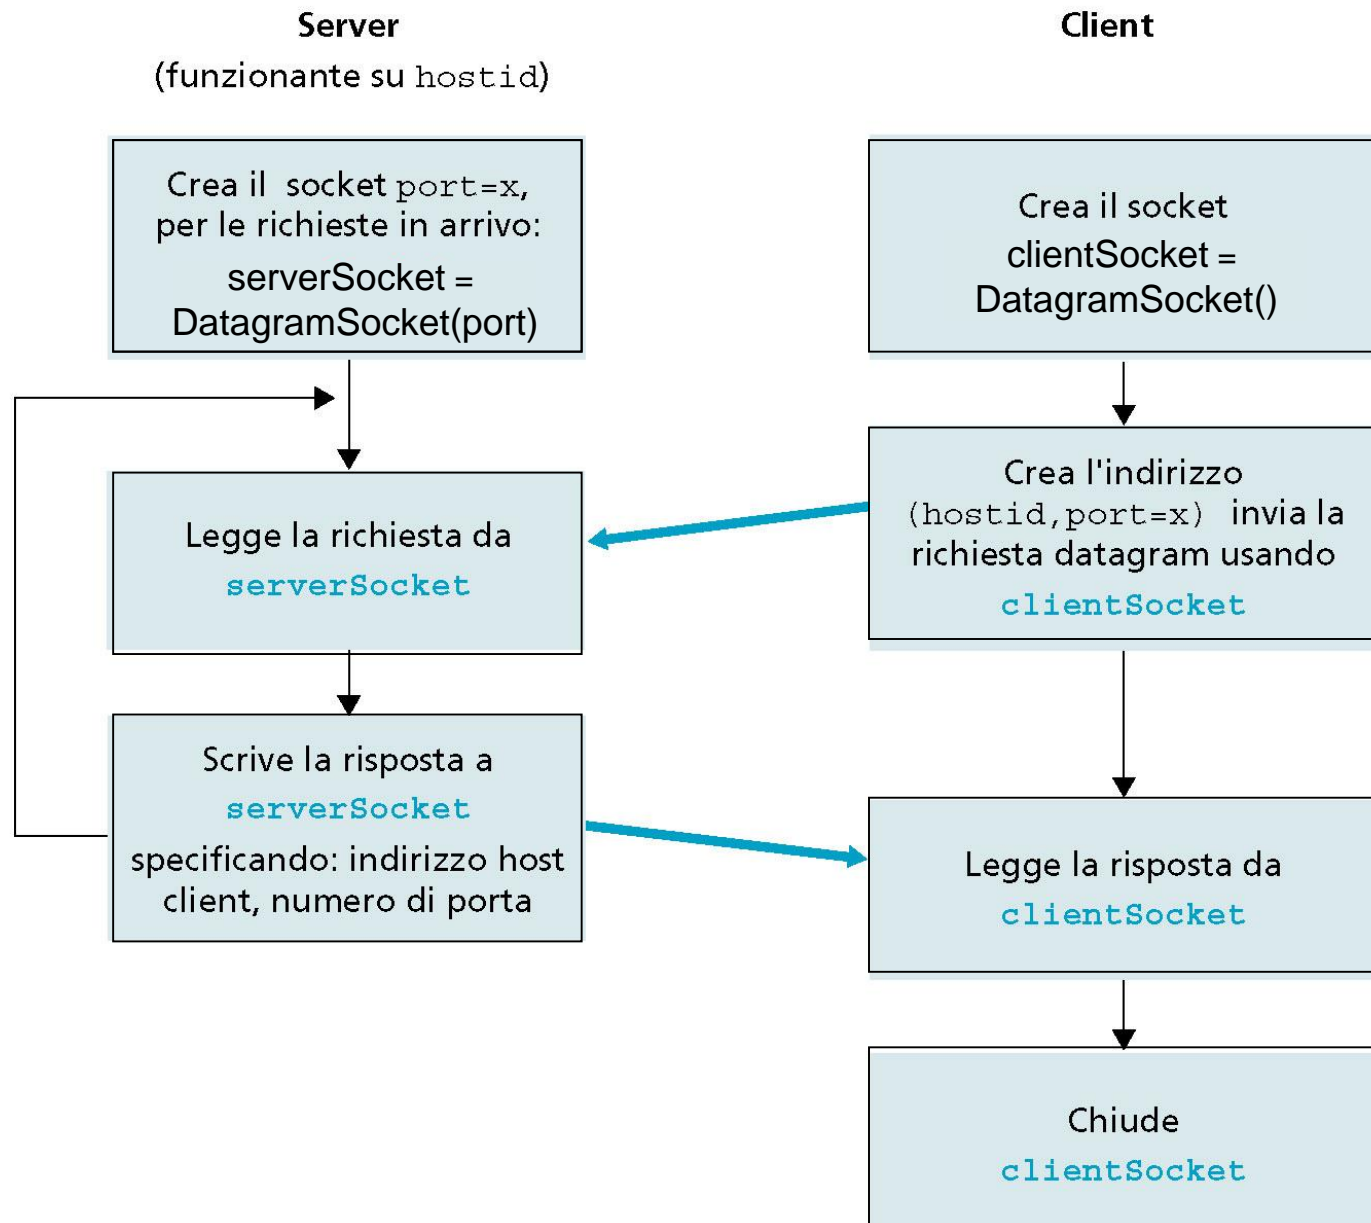 Server
(funzionante su hostid)
Crea il socket port=x,
per le richieste in arrivo:
serverSocket =
DatagramSocket(port)
Legge la richiesta da
serverSocket
Scrive la risposta a
serverSocket
specificando: indirizzo host
client, numero di porta
Client
Crea il socket
clientSocket =
DatagramSocket()
Crea l'indirizzo
(hostid,port=x) invia la
richiesta datagram usando
clientSocket
Legge la risposta da
clientSocket
Chiude
clientSocket